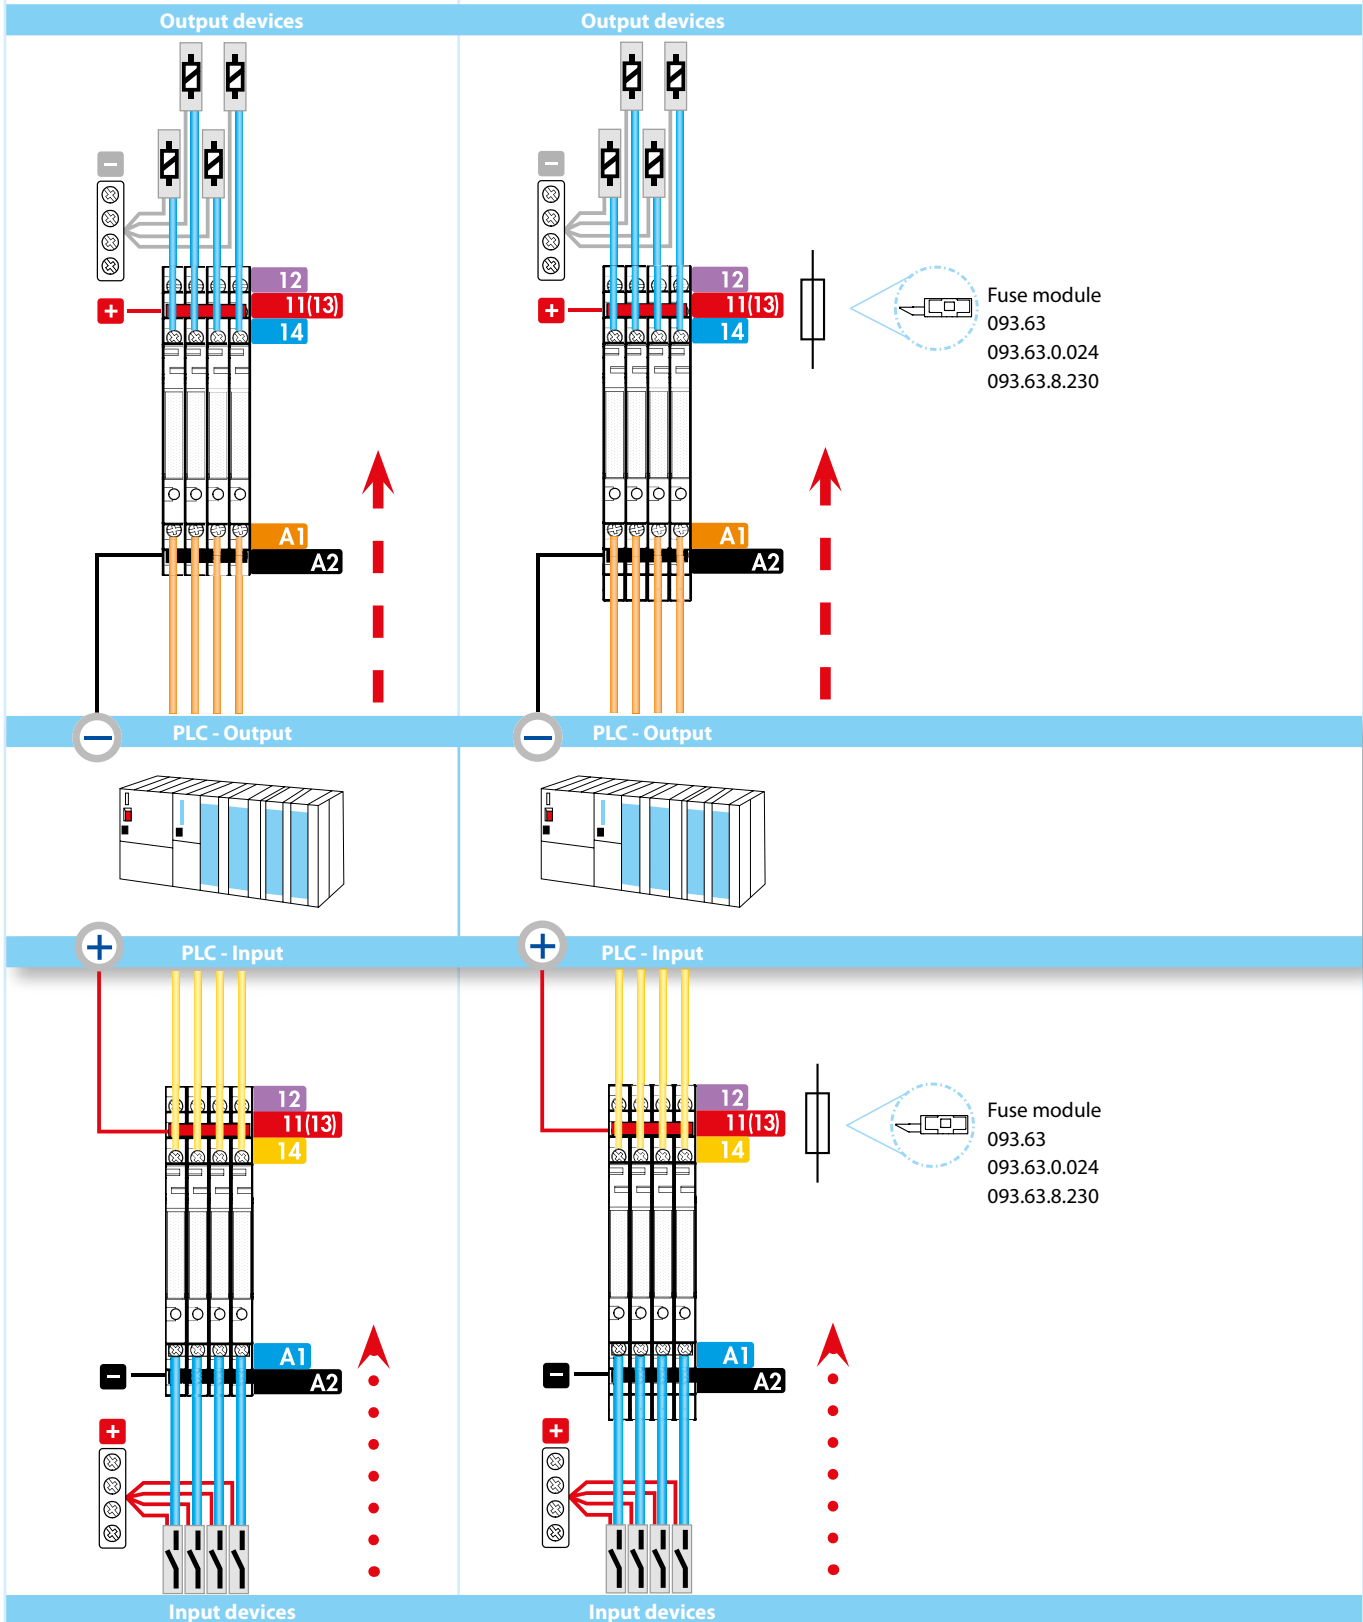 Output devices
Output devices
−
−
12
11(13)
14
+
12
11(13)
14
+
Fuse module
093.63
093.63.0.024
093.63.8.230
A1
A2
A1
A2
−
PLC - Output
−
PLC - Output
+
PLC - Input
+
PLC - Input
12
11(13)
14
12
11(13)
14
Fuse module
093.63
093.63.0.024
093.63.8.230
A1
A2
−
A1
A2
−
+
+
Input devices
Input devices